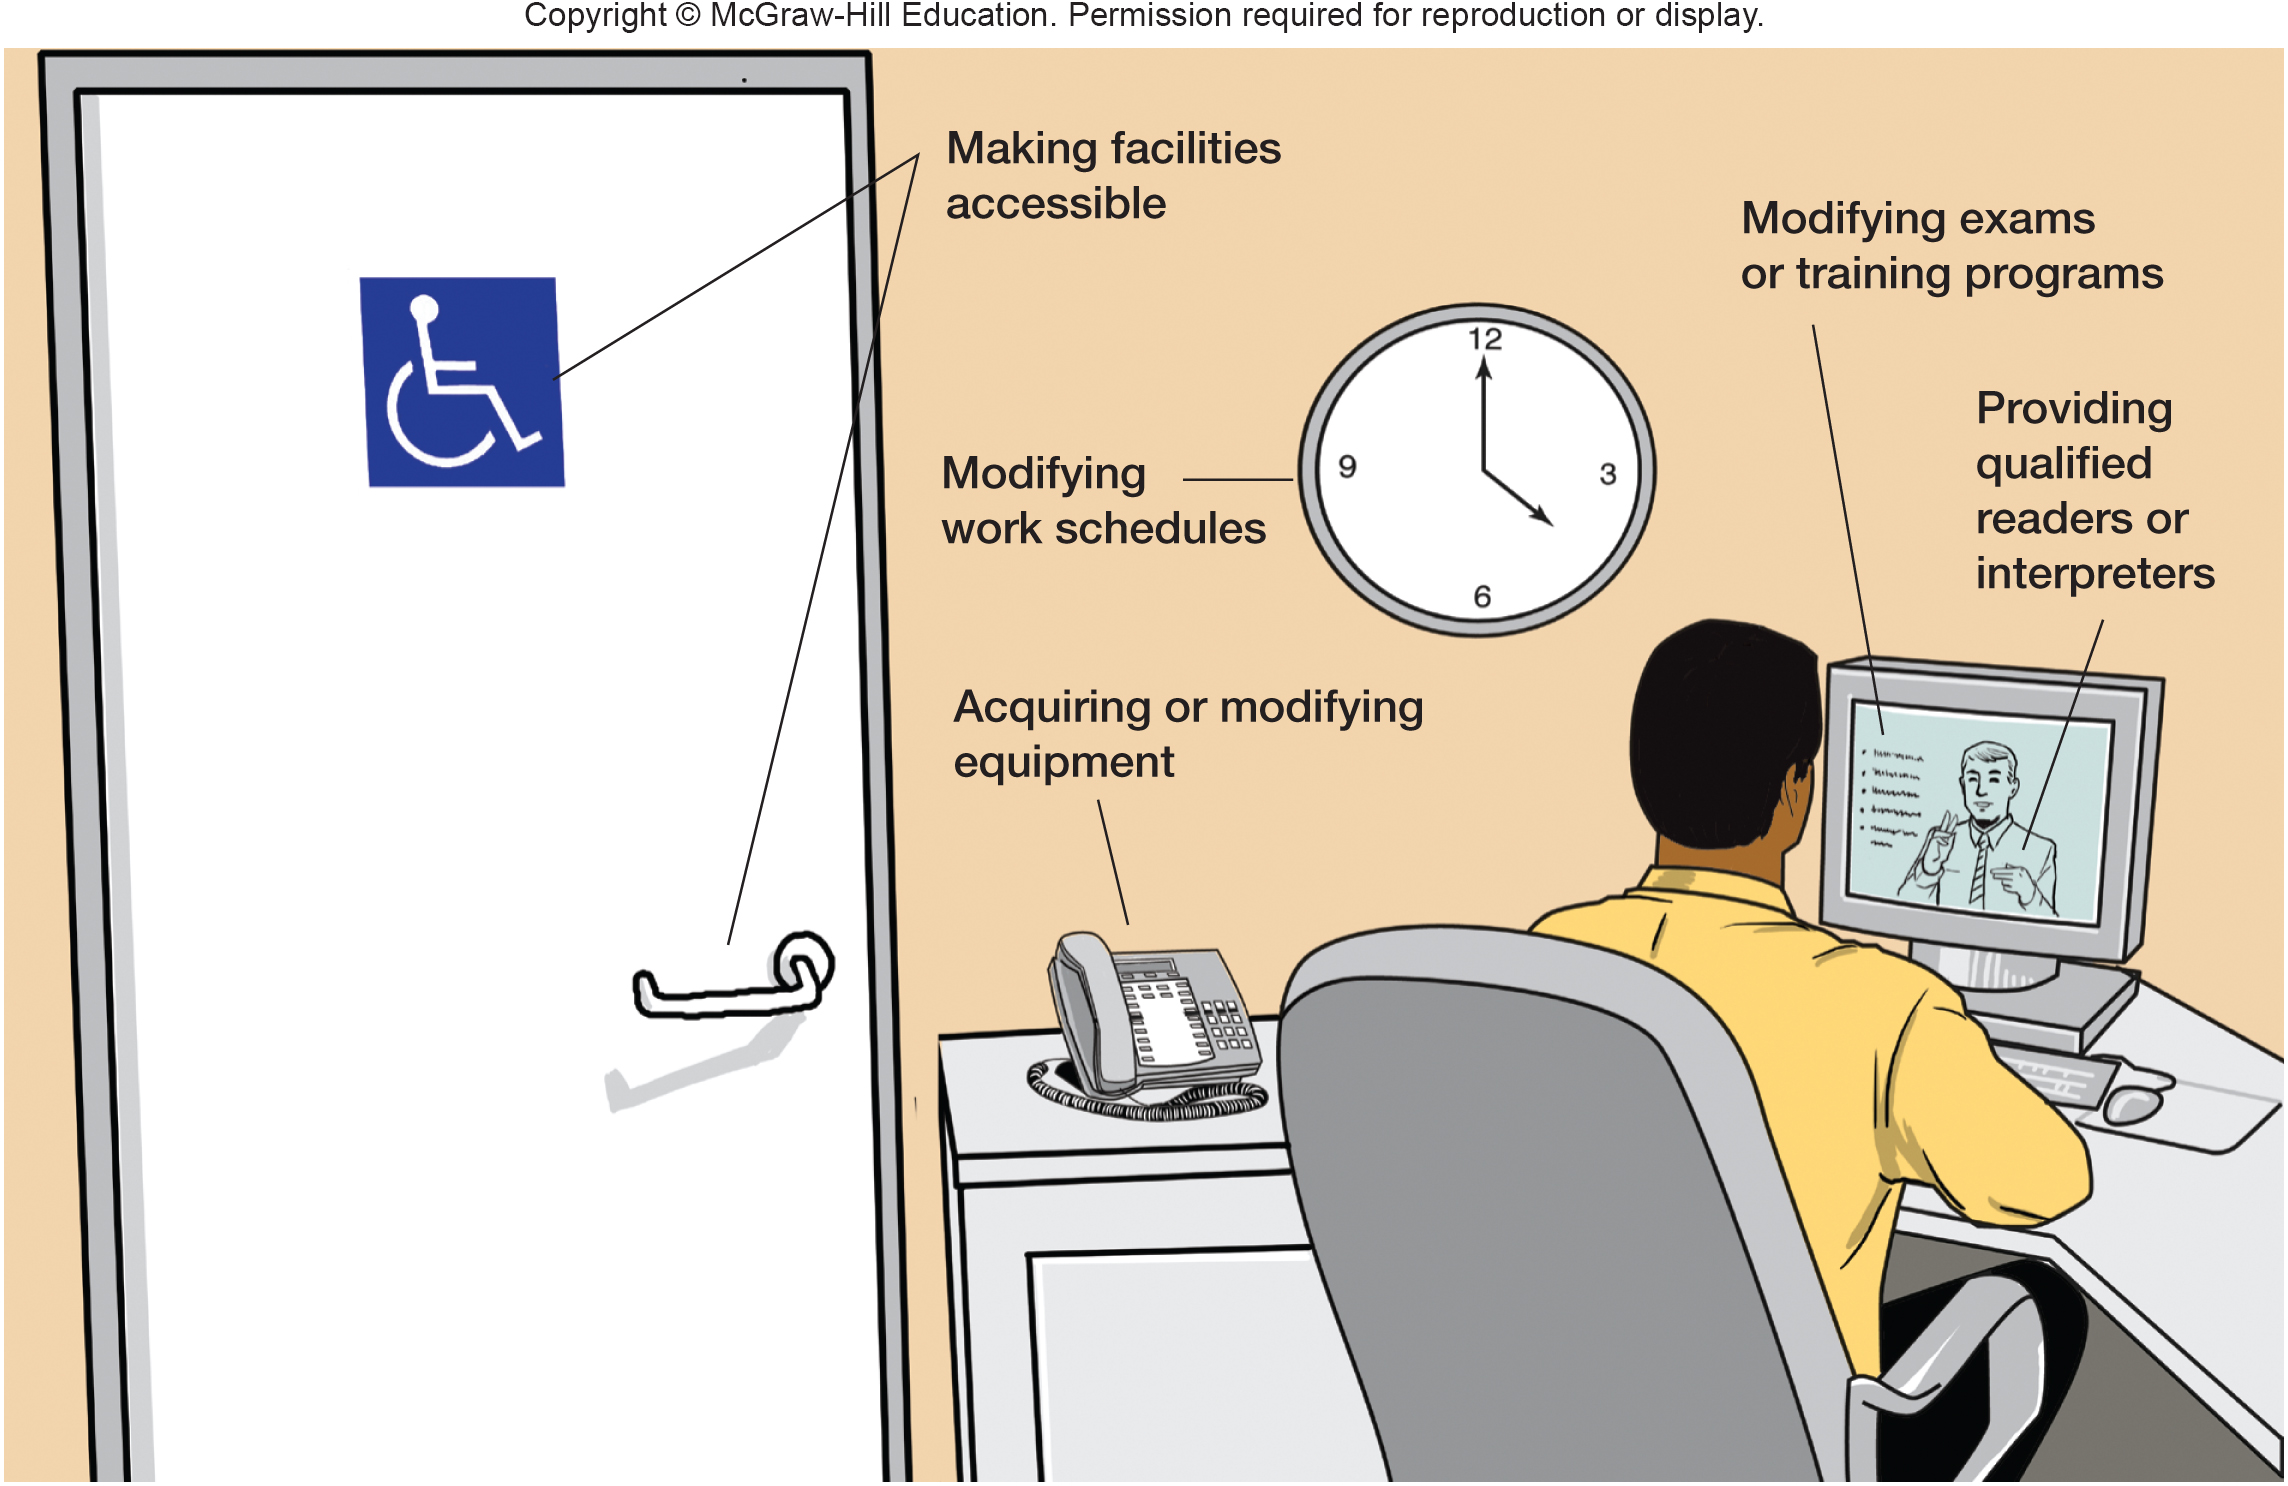 Copyright © McGraw-Hill Education. Permission required for reproduction or display.
Making facilities
accessible
Modifying exams
or training programs
12
9
3
6
Providing
qualified
readers or
interpreters
Modifying
work schedules
Acquiring or modifying
equipment